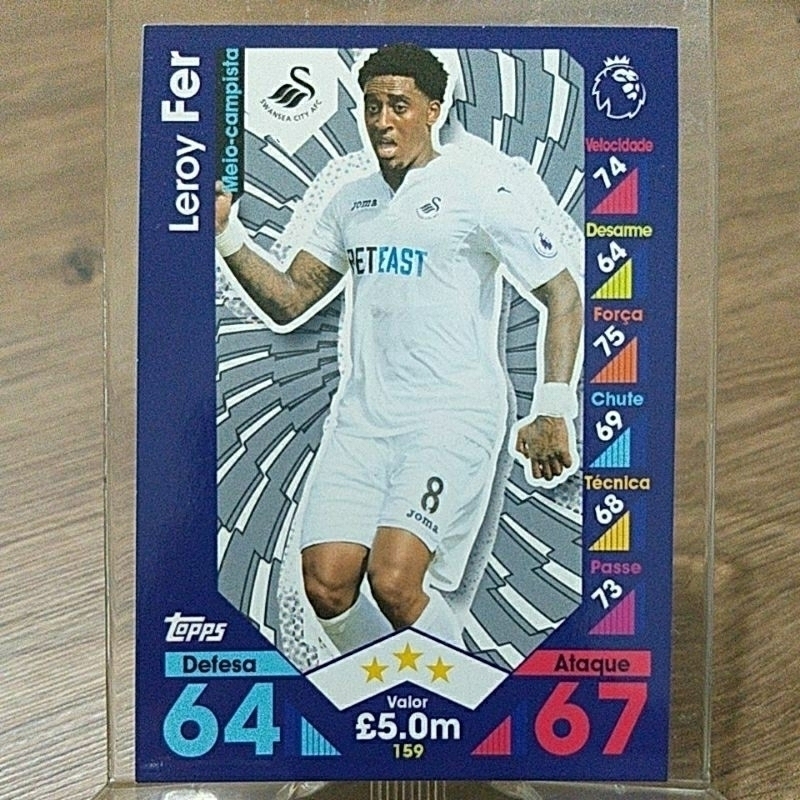 Leroy Fer
Meio-campista
SWANSEA CITY AFC
Velocidade
74
Desarme
64
Força
75
Chute
69
Técnica
68
Passe
73
joma
BETEAST
8
Joma
Topps
Defesa
64
Ataque
67
Valor
£5.0m
159